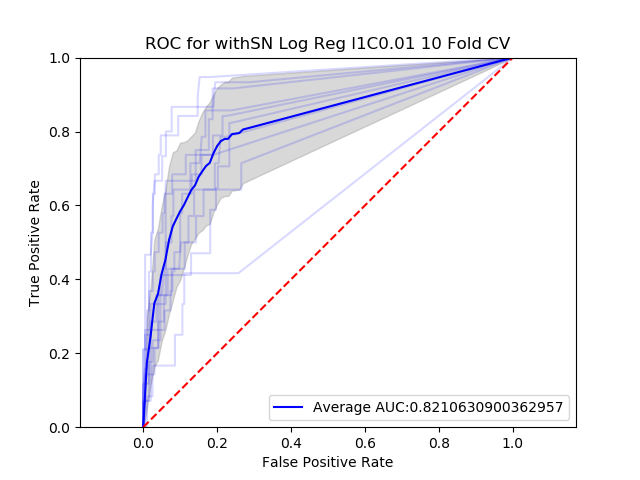 ROC for withSN Log Reg l1C0.01 10 Fold CV
True Positive Rate
1.0
0.8
0.6
0.4
0.2
0.0
Average AUC:0.8210630900362957
0.0 0.2 0.4 0.6 0.8 1.0
False Positive Rate